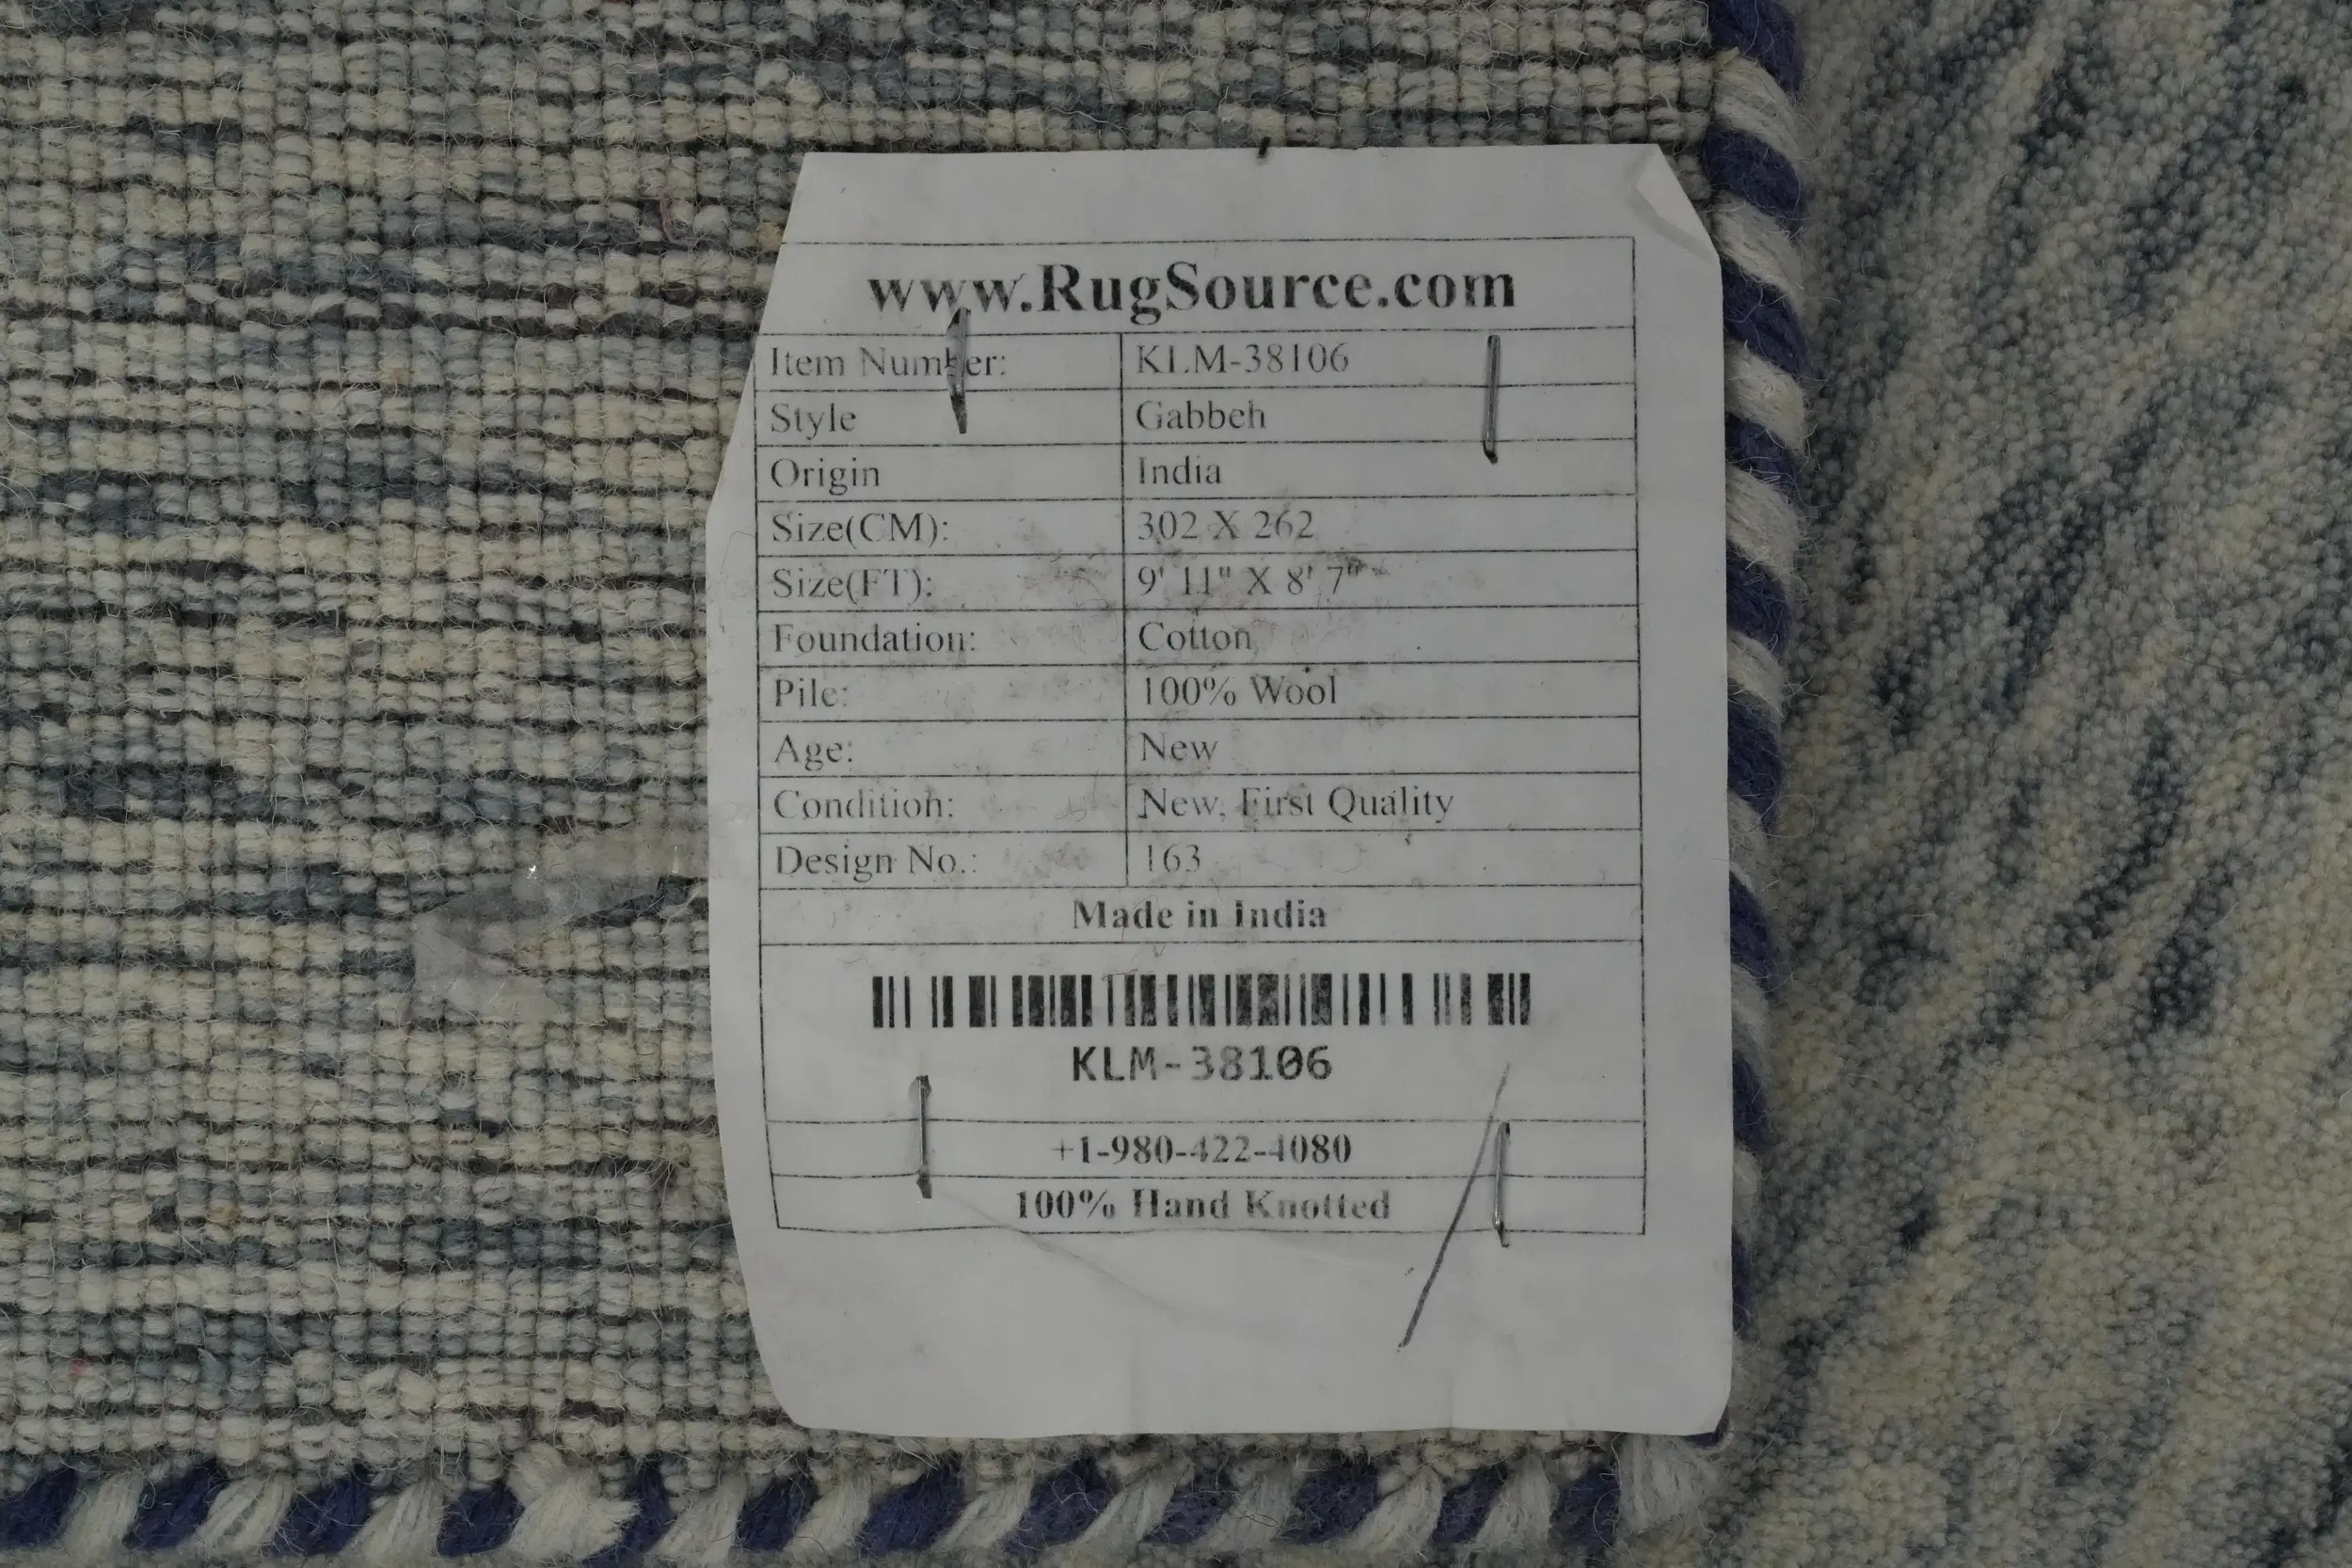 www.RugSource.com
Item Number: KLM-38106
Style Gabbeh
Origin India
Size(CM): 302 X 262
Size(FT): 9' 11" X 8' 7"
Foundation: Cotton
Pile: 100% Wool
Age: New
Condition: New, First Quality
Design No.: 163
Made in India
KLM-38106
+1-980-422-4080
100% Hand Knotted